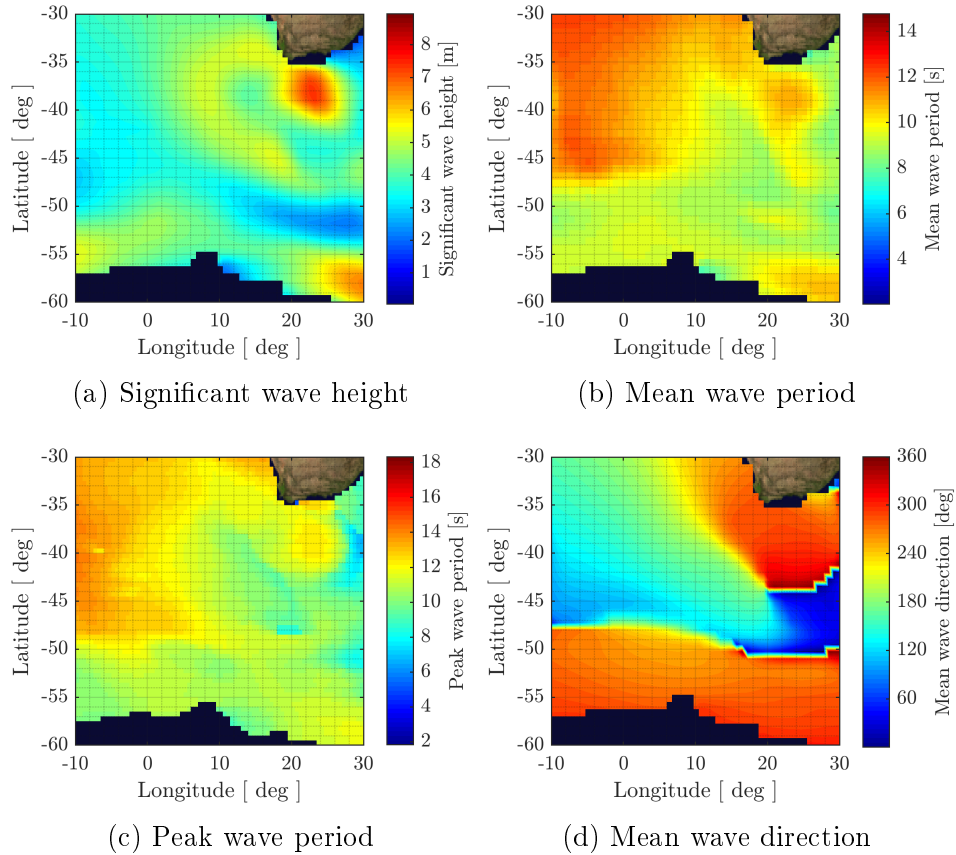 -30
-35
-40
-45
-50
-55
-60
Latitude [ deg ]
-10 0 10 20 30
Longitude [ deg ]
8
7
6
5
4
3
2
1
Significant wave height [m]
(a) Significant wave height
-30
-35
-40
-45
-50
-55
-60
Latitude [ deg ]
-10 0 10 20 30
Longitude [ deg ]
14
12
10
8
6
4
Mean wave period [s]
(b) Mean wave period
-30
-35
-40
-45
-50
-55
-60
Latitude [ deg ]
-10 0 10 20 30
Longitude [ deg ]
18
16
14
12
10
8
6
4
2
Peak wave period [s]
(c) Peak wave period
-30
-35
-40
-45
-50
-55
-60
Latitude [ deg ]
-10 0 10 20 30
Longitude [ deg ]
360
300
240
180
120
60
Mean wave direction [deg]
(d) Mean wave direction